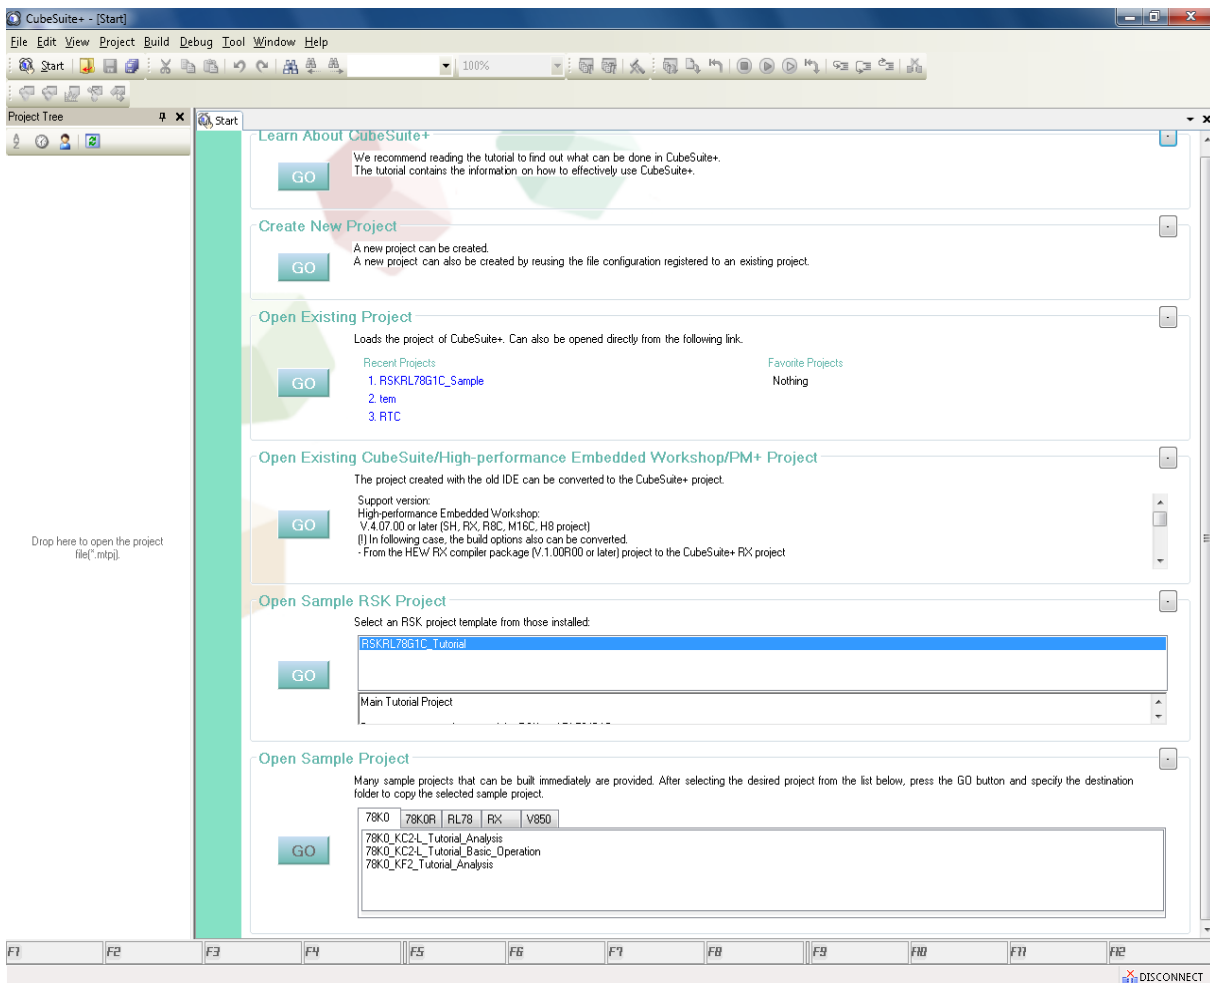 CubeSuite+ - [Start]
File Edit View Project Build Debug Tool Window Help
Start 100%
Project Tree
Start
Learn About CubeSuite+
GO
We recommend reading the tutorial to find out what can be done in CubeSuite+.
The tutorial contains the information on how to effectively use CubeSuite+.
Create New Project
GO
A new project can be created.
A new project can also be created by reusing the file configuration registered to an existing project.
Open Existing Project
Loads the project of CubeSuite+. Can also be opened directly from the following link.
GO
Recent Projects
1. RSKRL78G1C_Sample
2. tem
3. RTC
Favorite Projects
Nothing
Open Existing CubeSuite/High-performance Embedded Workshop/PM+ Project
The project created with the old IDE can be converted to the CubeSuite+ project.
GO
Support version:
High-performance Embedded Workshop:
V.4.07.00 or later (SH, RX, R8C, M16C, H8 project)
(!) In following case, the build options also can be converted.
- From the HEW RX compiler package (V.1.00R00 or later) project to the CubeSuite+ RX project
Drop here to open the project
file(*.mtpj).
Open Sample RSK Project
Select an RSK project template from those installed:
GO
RSKRL78G1C_Tutorial
Main Tutorial Project
Open Sample Project
Many sample projects that can be built immediately are provided. After selecting the desired project from the list below, press the GO button and specify the destination
folder to copy the selected sample project.
GO
78K0 78K0R RL78 RX V850
78K0_KC2-L_Tutorial_Analysis
78K0_KC2-L_Tutorial_Basic_Operation
78K0_KF2_Tutorial_Analysis
F1 F2 F3 F4 F5 F6 F7 F8 F9 F10 F11 F12
DISCONNECT